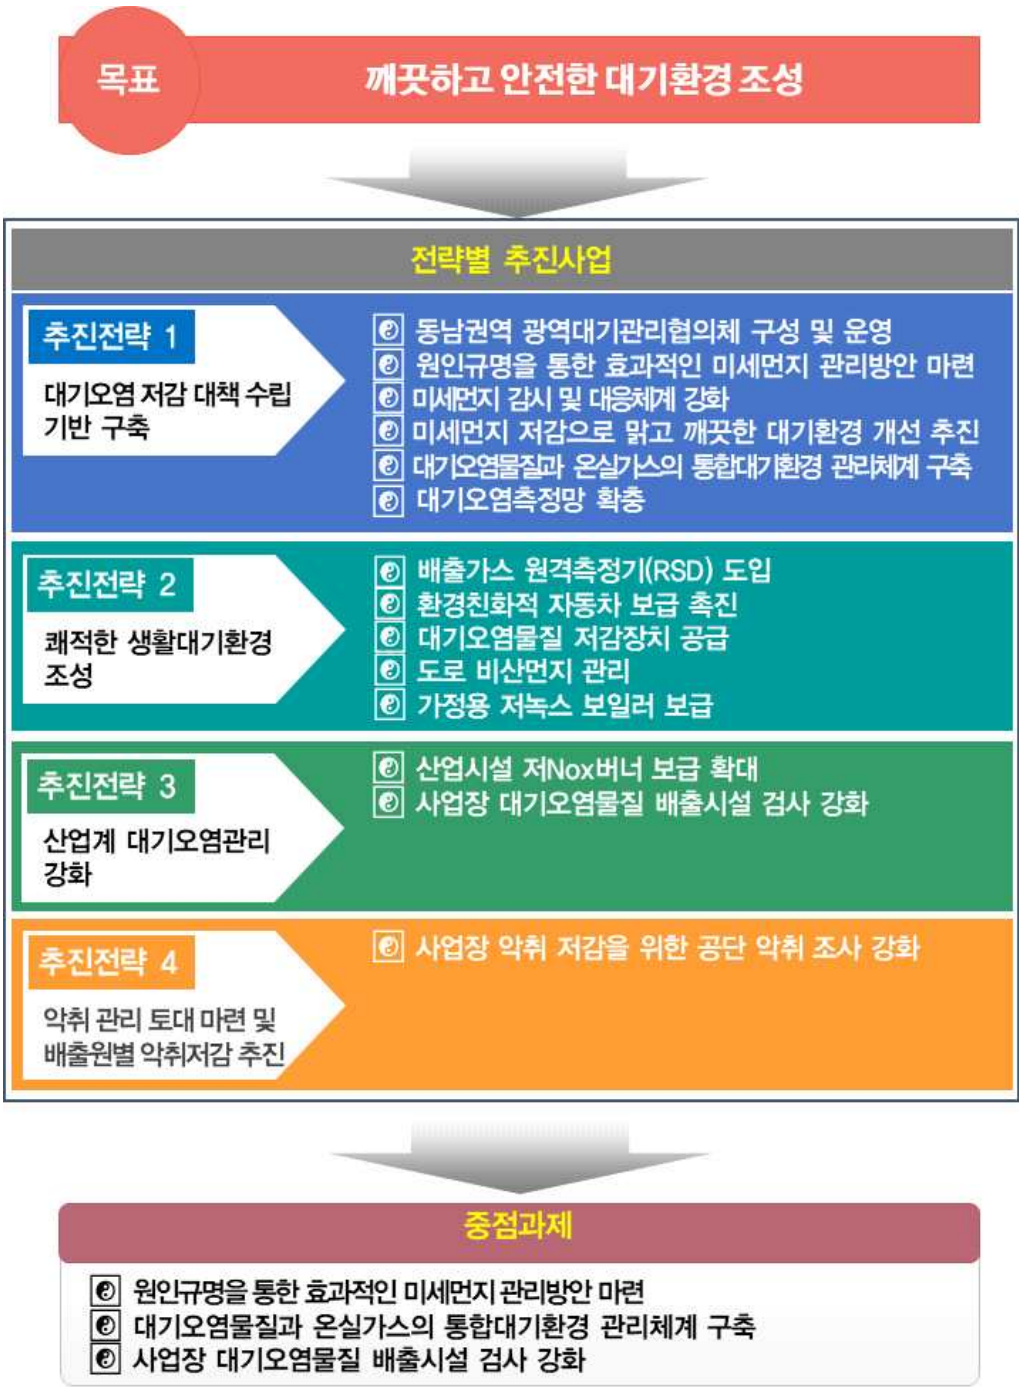 목표
깨끗하고 안전한 대기환경 조성
전략별 추진사업
추진전략 1
대기오염 저감 대책 수립
기반 구축
동남권역 광역대기관리협의체 구성 및 운영
원인규명을 통한 효과적인 미세먼지 관리방안 마련
미세먼지 감시 및 대응체계 강화
미세먼지 저감으로 맑고 깨끗한 대기환경 개선 추진
대기오염물질과 온실가스의 통합대기환경 관리체계 구축
대기오염측정망 확충
추진전략 2
쾌적한 생활대기환경
조성
배출가스 원격측정기(RSD) 도입
환경친화적 자동차 보급 촉진
대기오염물질 저감장치 공급
도로 비산먼지 관리
가정용 저녹스 보일러 보급
추진전략 3
산업계 대기오염관리
강화
산업시설 저Nox버너 보급 확대
사업장 대기오염물질 배출시설 검사 강화
추진전략 4
악취 관리 토대 마련 및
배출원별 악취저감 추진
사업장 악취 저감을 위한 공단 악취 조사 강화
중점과제
원인규명을 통한 효과적인 미세먼지 관리방안 마련
대기오염물질과 온실가스의 통합대기환경 관리체계 구축
사업장 대기오염물질 배출시설 검사 강화